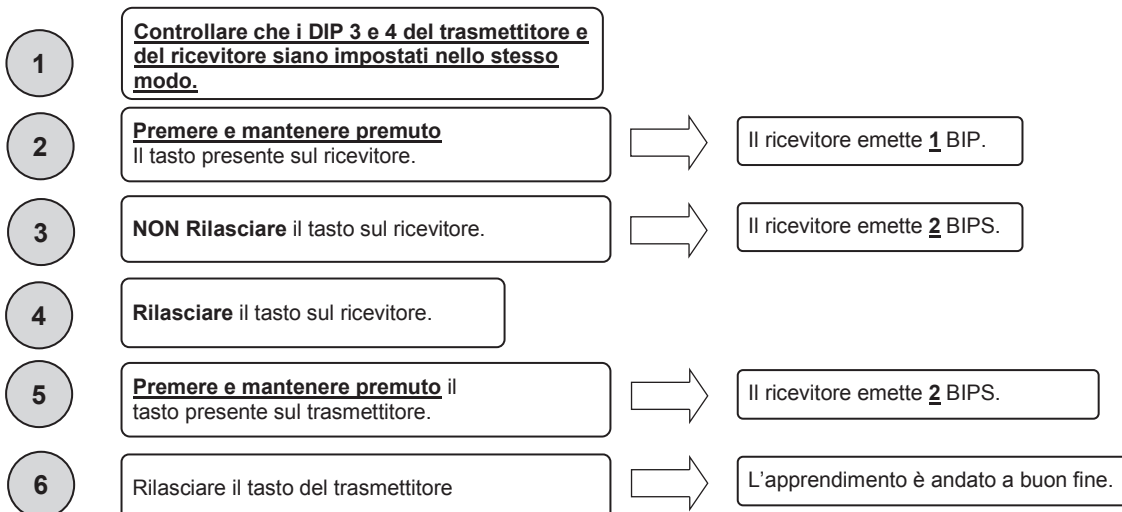 1
Controllare che i DIP 3 e 4 del trasmettitore e
del ricevitore siano impostati nello stesso
modo.
2
Premere e mantenere premuto
Il tasto presente sul ricevitore.
Il ricevitore emette 1 BIP.
3
NON Rilasciare il tasto sul ricevitore.
Il ricevitore emette 2 BIPS.
4
Rilasciare il tasto sul ricevitore.
5
Premere e mantenere premuto il
tasto presente sul trasmettitore.
Il ricevitore emette 2 BIPS.
6
Rilasciare il tasto del trasmettitore
L'apprendimento è andato a buon fine.